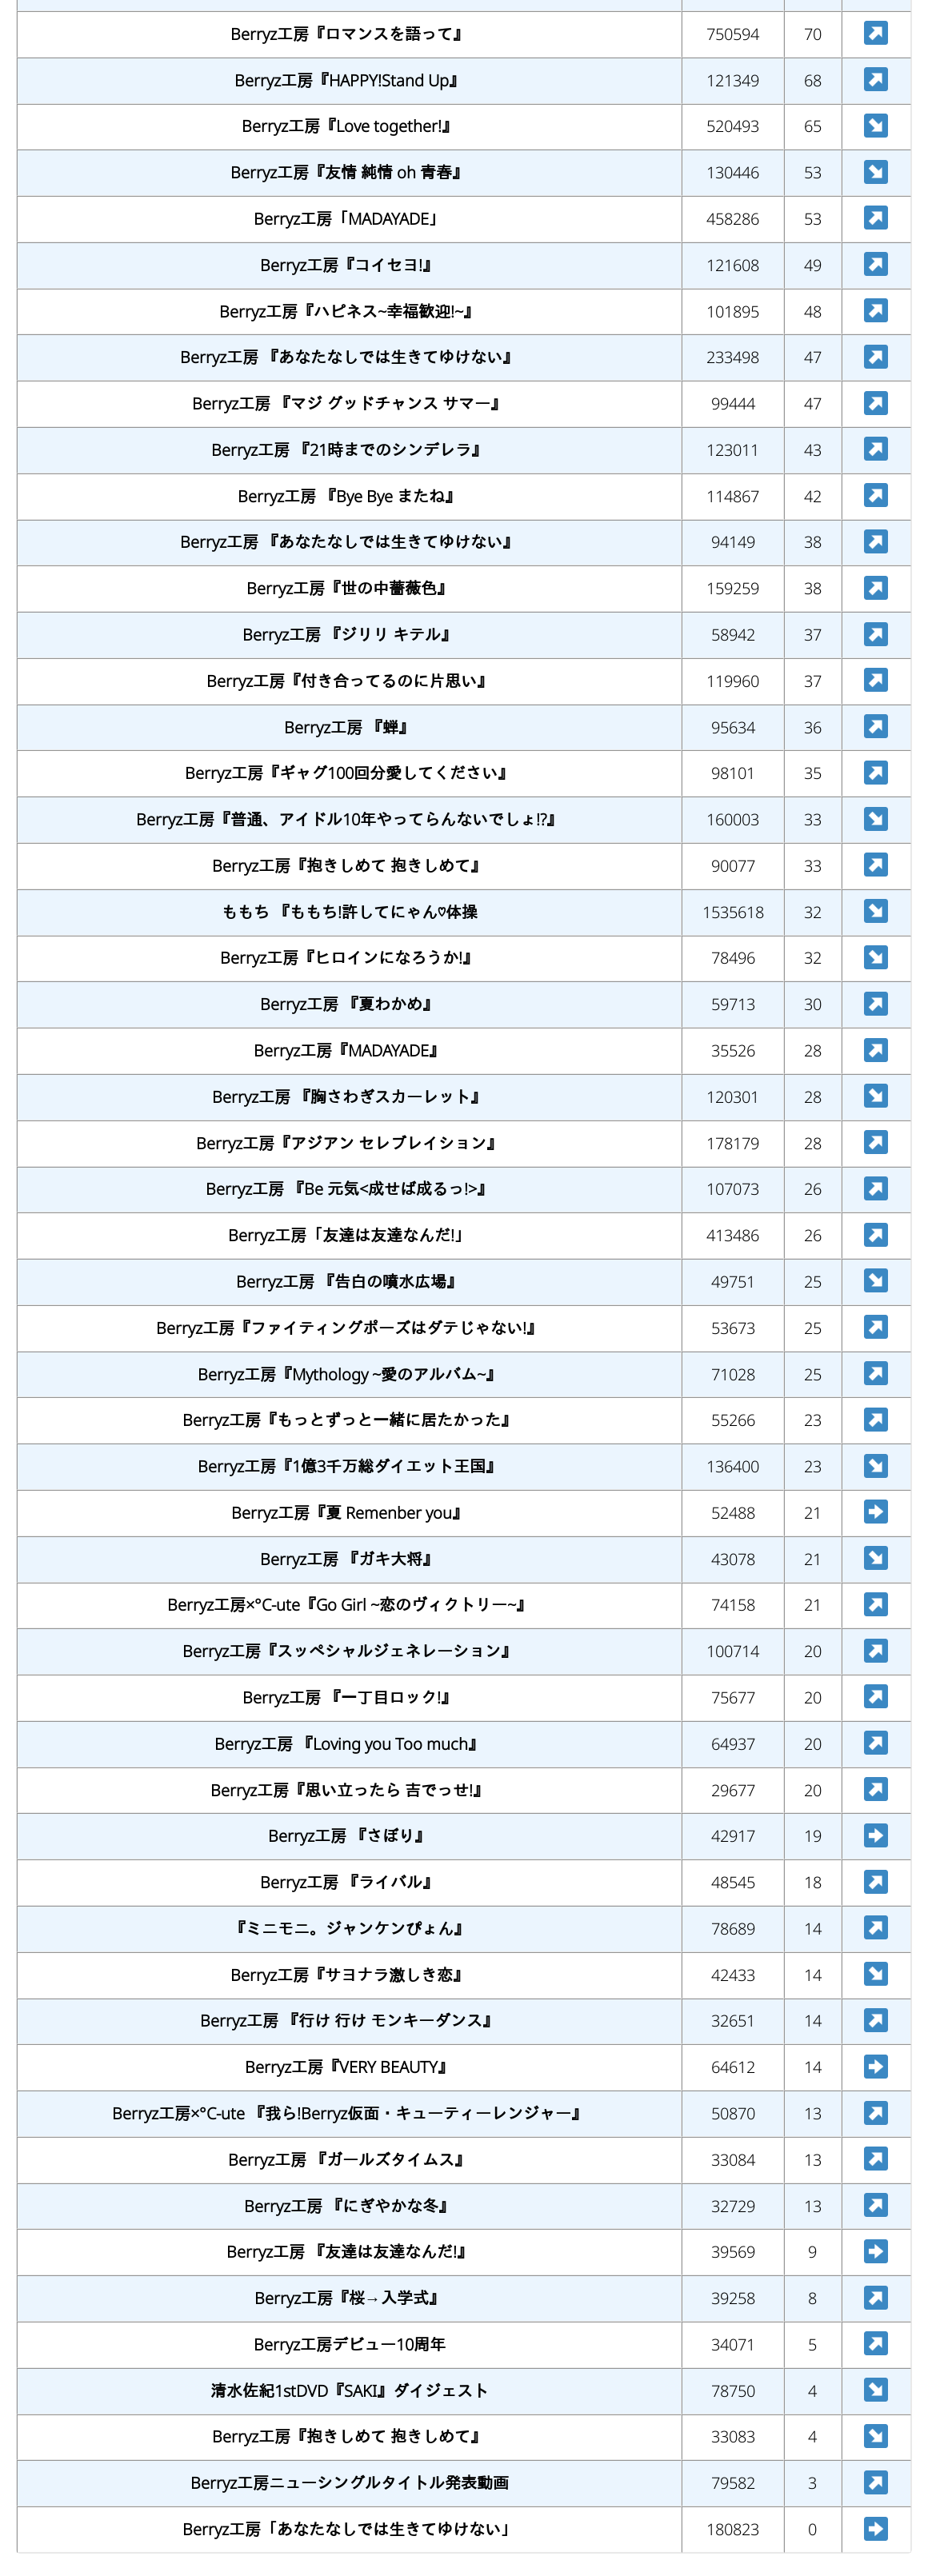 Berryz工房『ロマンスを語って』 750594 70 ↗
Berryz工房『HAPPY!Stand Up』 121349 68 ↗
Berryz工房『Love together!』 520493 65 ↘
Berryz工房『友情 純情 oh 青春』 130446 53 ↘
Berryz工房「MADAYADE」 458286 53 ↗
Berryz工房『コイセヨ!』 121608 49 ↗
Berryz工房『ハピネス~幸福歓迎!~』 101895 48 ↗
Berryz工房 『あなたなしでは生きてゆけない』 233498 47 ↗
Berryz工房 『マジ グッドチャンス サマー』 99444 47 ↗
Berryz工房 『21時までのシンデレラ』 123011 43 ↗
Berryz工房 『Bye Bye またね』 114867 42 ↗
Berryz工房 『あなたなしでは生きてゆけない』 94149 38 ↗
Berryz工房『世の中薔薇色』 159259 38 ↗
Berryz工房 『ジリリ キテル』 58942 37 ↗
Berryz工房『付き合ってるのに片思い』 119960 37 ↗
Berryz工房 『蝉』 95634 36 ↗
Berryz工房『ギャグ100回分愛してください』 98101 35 ↗
Berryz工房『普通、アイドル10年やってらんないでしょ!?』 160003 33 ↘
Berryz工房『抱きしめて 抱きしめて』 90077 33 ↗
ももち 『ももち!許してにゃん♡体操 1535618 32 ↘
Berryz工房『ヒロインになろうか!』 78496 32 ↘
Berryz工房 『夏わかめ』 59713 30 ↗
Berryz工房『MADAYADE』 35526 28 ↗
Berryz工房 『胸さわぎスカーレット』 120301 28 ↘
Berryz工房『アジアン セレブレイション』 178179 28 ↗
Berryz工房 『Be 元気<成せば成るっ!>』 107073 26 ↗
Berryz工房「友達は友達なんだ!」 413486 26 ↗
Berryz工房 『告白の噴水広場』 49751 25 ↘
Berryz工房『ファイティングポーズはダテじゃない!』 53673 25 ↗
Berryz工房『Mythology ~愛のアルバム~』 71028 25 ↗
Berryz工房『もっとずっと一緒に居たかった』 55266 23 ↗
Berryz工房『1億3千万総ダイエット王国』 136400 23 ↘
Berryz工房『夏 Remenber you』 52488 21 →
Berryz工房 『ガキ大将』 43078 21 ↘
Berryz工房×°C-ute『Go Girl ~恋のヴィクトリー~』 74158 21 ↗
Berryz工房『スッペシャルジェネレーション』 100714 20 ↗
Berryz工房 『一丁目ロック!』 75677 20 ↗
Berryz工房 『Loving you Too much』 64937 20 ↗
Berryz工房『思い立ったら 吉でっせ!』 29677 20 ↗
Berryz工房 『さぼり』 42917 19 →
Berryz工房 『ライバル』 48545 18 ↗
『ミニモニ。ジャンケンぴょん』 78689 14 ↗
Berryz工房『サヨナラ激しき恋』 42433 14 ↘
Berryz工房 『行け 行け モンキーダンス』 32651 14 ↗
Berryz工房『VERY BEAUTY』 64612 14 →
Berryz工房×°C-ute 『我ら!Berryz仮面・キューティーレンジャー』 50870 13 ↗
Berryz工房 『ガールズタイムス』 33084 13 ↗
Berryz工房 『にぎやかな冬』 32729 13 ↗
Berryz工房 『友達は友達なんだ!』 39569 9 →
Berryz工房『桜→入学式』 39258 8 ↗
Berryz工房デビュー10周年 34071 5 ↗
清水佐紀1stDVD『SAKI』ダイジェスト 78750 4 ↘
Berryz工房『抱きしめて 抱きしめて』 33083 4 ↘
Berryz工房ニューシングルタイトル発表動画 79582 3 ↗
Berryz工房「あなたなしでは生きてゆけない」 180823 0 →